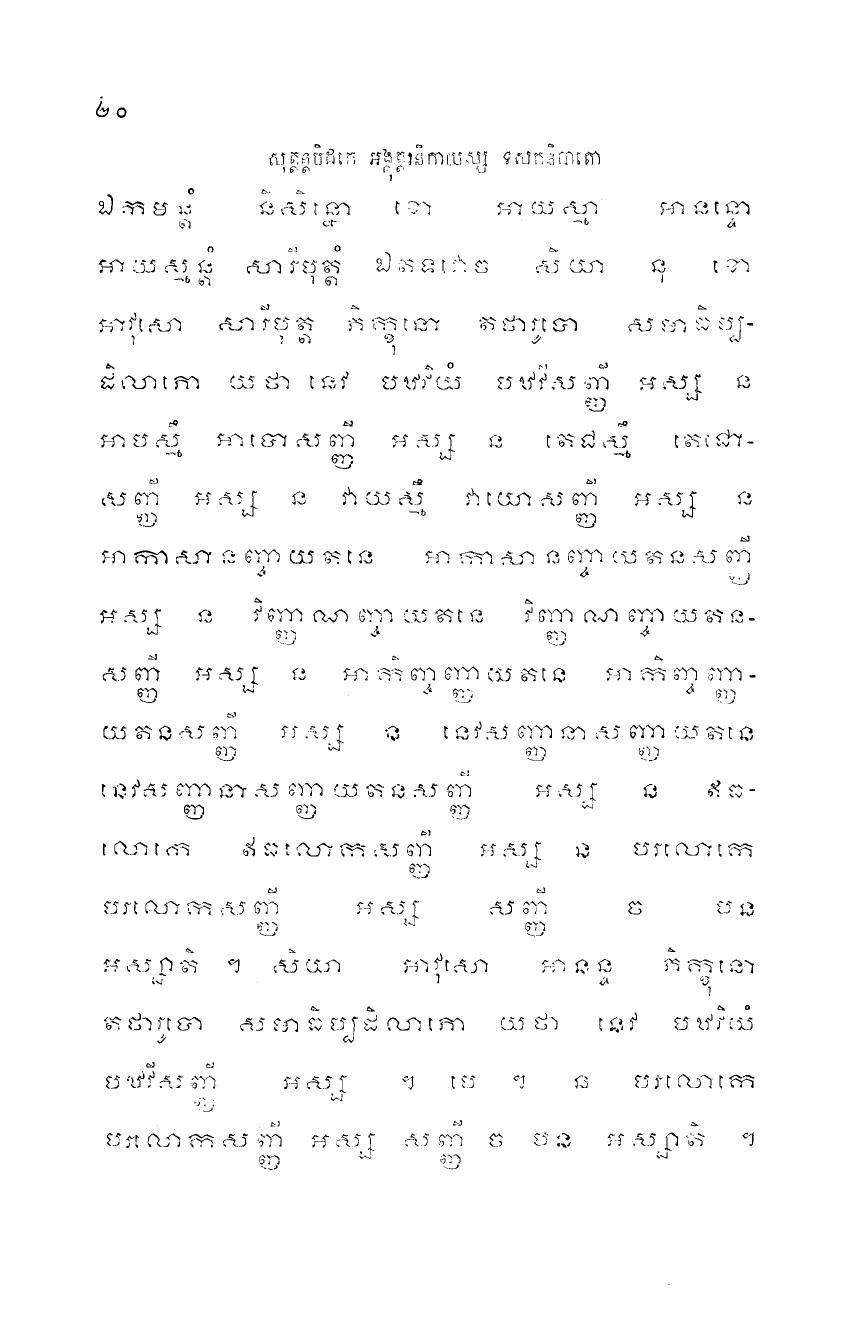 ២០
សុត្តន្តបិដកេ អង្គុត្តរនិកាយស្ស ទសកនិបាតោ
ឯកមន្តំ និសិន្នោ ខោ អាយស្មា អានន្ទោ
អាយស្មន្តំ សារីបុត្តំ ឯតទវោច សិយា នុ ខោ
អាវុសោ សារីបុត្ត ភិក្ខុនោ តថារូបោ សមាធិប្ប-
ដិលាភោ យថា នេវ បឋវិយំ បឋវីសញ្ញី អស្ស ន
អាបស្មឹ អាបោសញ្ញី អស្ស ន តេជស្មឹ តេជោ-
សញ្ញី អស្ស ន វាយស្មឹ វាយោសញ្ញី អស្ស ន
អាកាសានញ្ចាយតនេ អាកាសានញ្ចាយតនសញ្ញី
អស្ស ន វិញ្ញាណញ្ចាយតនេ វិញ្ញាណញ្ចាយតន-
សញ្ញី អស្ស ន អាកិញ្ចញ្ញាយតនេ អាកិញ្ចញ្ញា-
យតនសញ្ញី អស្ស ន នេវសញ្ញានាសញ្ញាយតនេ
នេវសញ្ញានាសញ្ញាយតនសញ្ញី អស្ស ន ឥធ-
លោកេ ឥធលោកសញ្ញី អស្ស ន បរលោកេ
បរលោកសញ្ញី អស្ស សញ្ញី ច បន
អស្សាតិ ។ សិយា អាវុសោ អានន្ទ ភិក្ខុនោ
តថារូបោ សមាធិប្បដិលាភោ យថា នេវ បឋវិយំ
បឋវីសញ្ញី អស្ស ។ បេ ។ ន បរលោកេ
បរលោកសញ្ញី អស្ស សញ្ញី ច បន អស្សាតិ ។